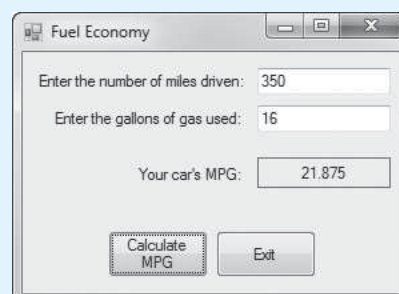 Fuel Economy
Enter the number of miles driven: 350
Enter the gallons of gas used: 16
Your car's MPG: 21.875
Calculate
MPG
Exit